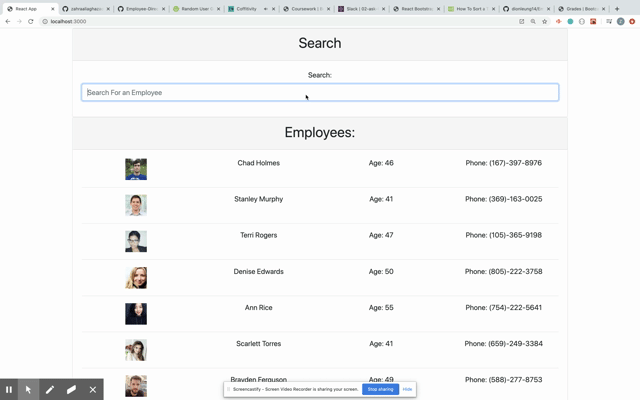 React App
zahraaliaghazad
Employee-Direc
Random User G
Coffitivity
Coursework | B
Slack | 02-assi
React Bootstra
How To Sort a T
Grades | Bootc
localhost:3000
Search
Search:
Search For an Employee
Employees:
Chad Holmes Age: 46 Phone: (167)-397-8976
Stanley Murphy Age: 41 Phone: (369)-163-0025
Terri Rogers Age: 47 Phone: (105)-365-9198
Denise Edwards Age: 50 Phone: (805)-222-3758
Ann Rice Age: 55 Phone: (754)-222-5641
Scarlett Torres Age: 41 Phone: (659)-249-3384
Brayden Ferguson Age: 49 Phone: (588)-277-8753
Screencastify - Screen Video Recorder is sharing your screen. Stop sharing Hide